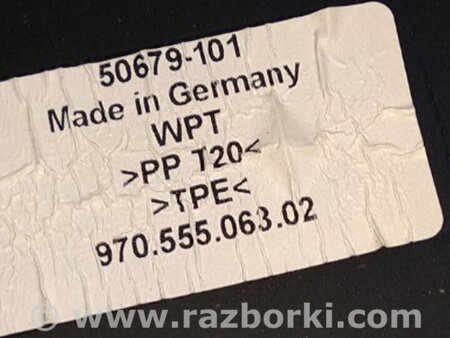 50679-101
Made in Germany
WPT
>PP T20<
>TPE<
970.555.063.02
© www.razborki.com